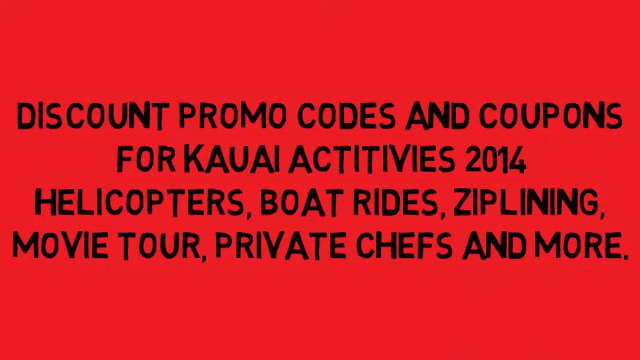 DISCOUNT PROMO CODES AND COUPONS
FOR KAUAI ACTITIVIES 2014
HELICOPTERS, BOAT RIDES, ZIPLINING,
MOVIE TOUR, PRIVATE CHEFS AND MORE.